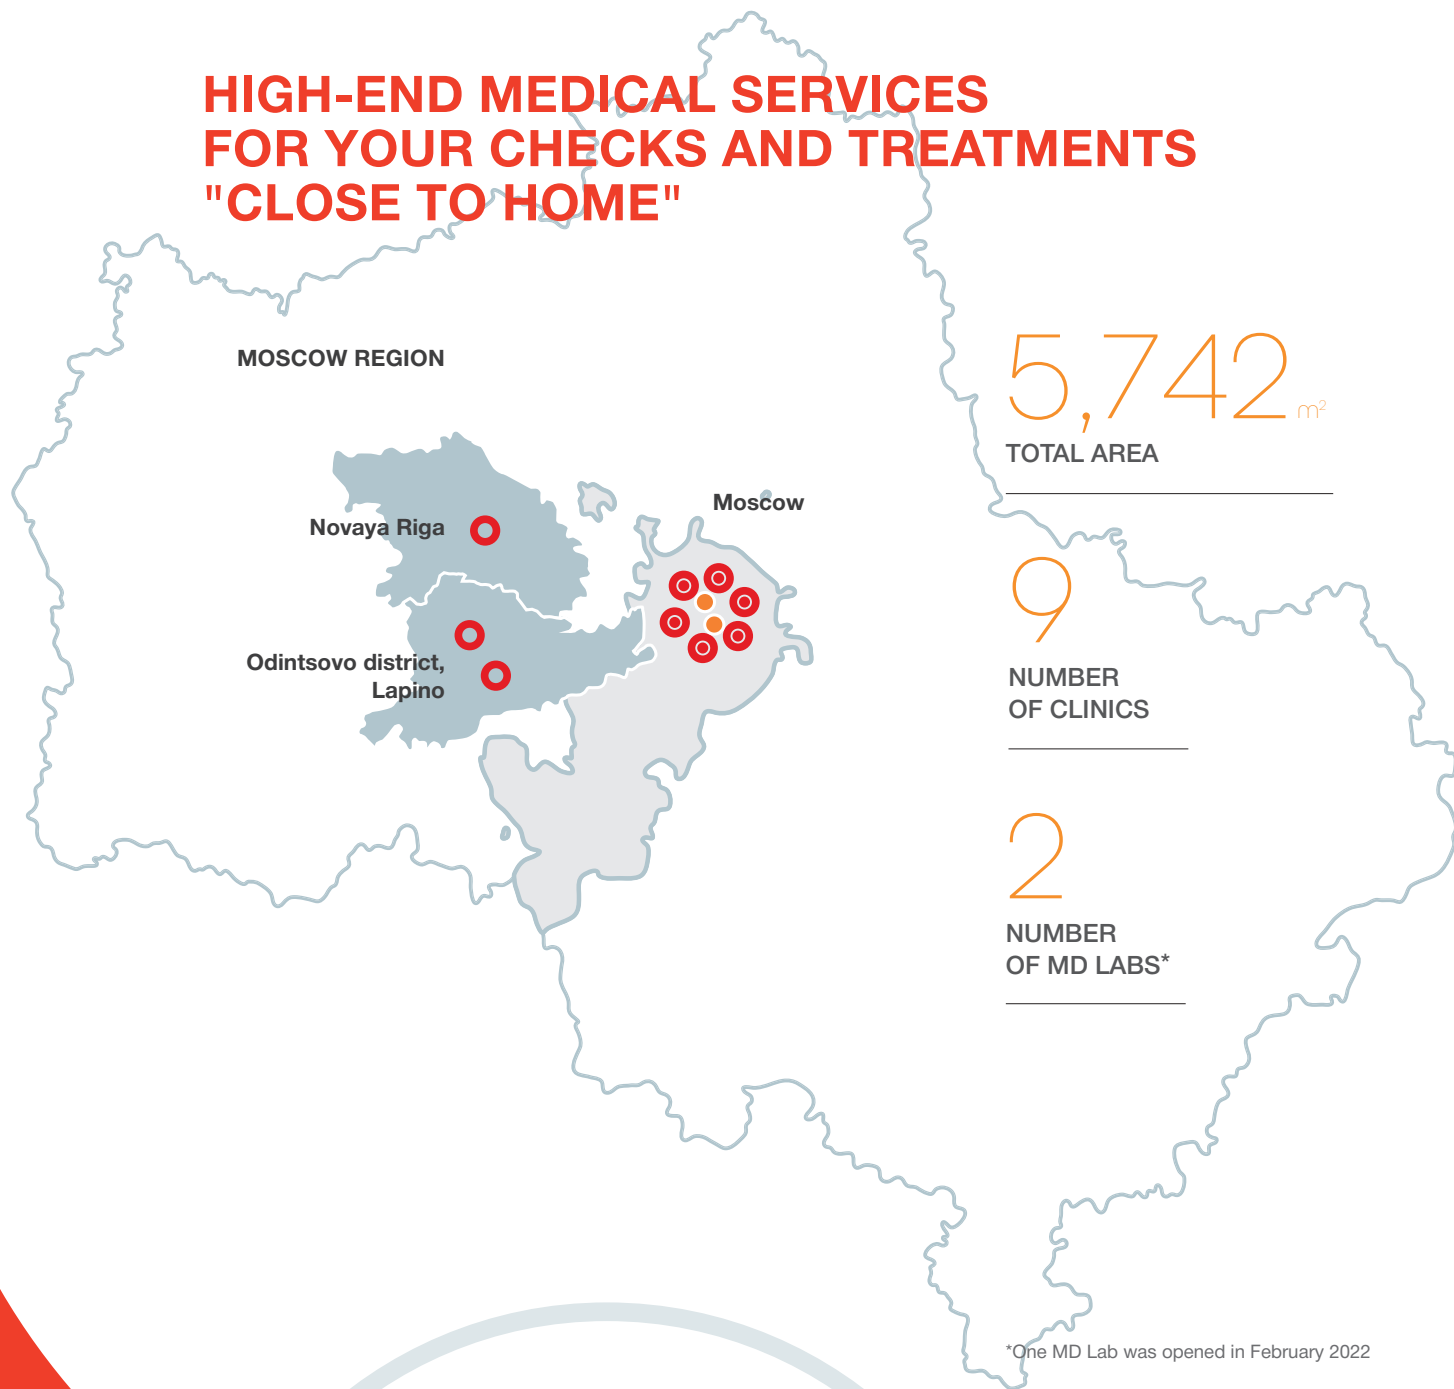 HIGH-END MEDICAL SERVICES
FOR YOUR CHECKS AND TREATMENTS
"CLOSE TO HOME"
MOSCOW REGION
Novaya Riga
Odintsovo district,
Lapino
Moscow
5,742 m²
TOTAL AREA
9
NUMBER
OF CLINICS
2
NUMBER
OF MD LABS*
*One MD Lab was opened in February 2022